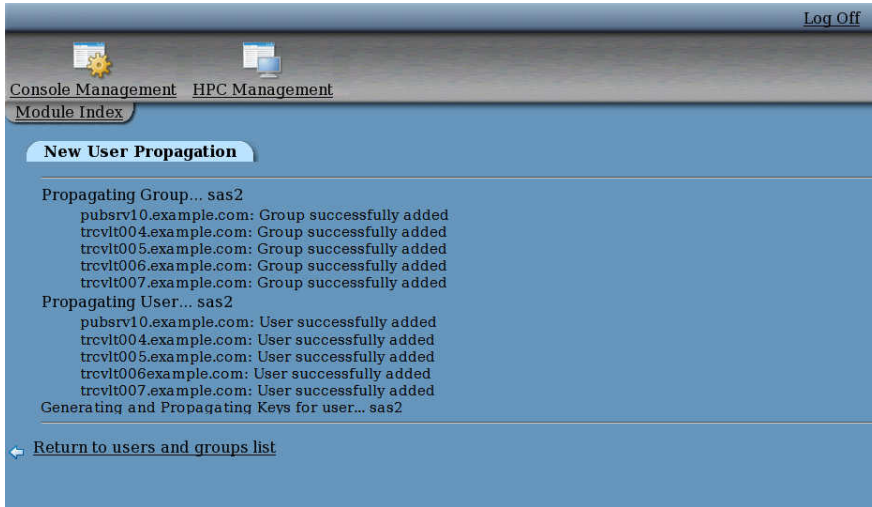 Log Off
Console Management HPC Management
Module Index
New User Propagation
Propagating Group... sas2
pubsrv10.example.com: Group successfully added
trcvlt004.example.com: Group successfully added
trcvlt005.example.com: Group successfully added
trcvlt006.example.com: Group successfully added
trcvlt007.example.com: Group successfully added
Propagating User... sas2
pubsrv10.example.com: User successfully added
trcvlt004.example.com: User successfully added
trcvlt005.example.com: User successfully added
trcvlt006example.com: User successfully added
trcvlt007.example.com: User successfully added
Generating and Propagating Keys for user... sas2
Return to users and groups list